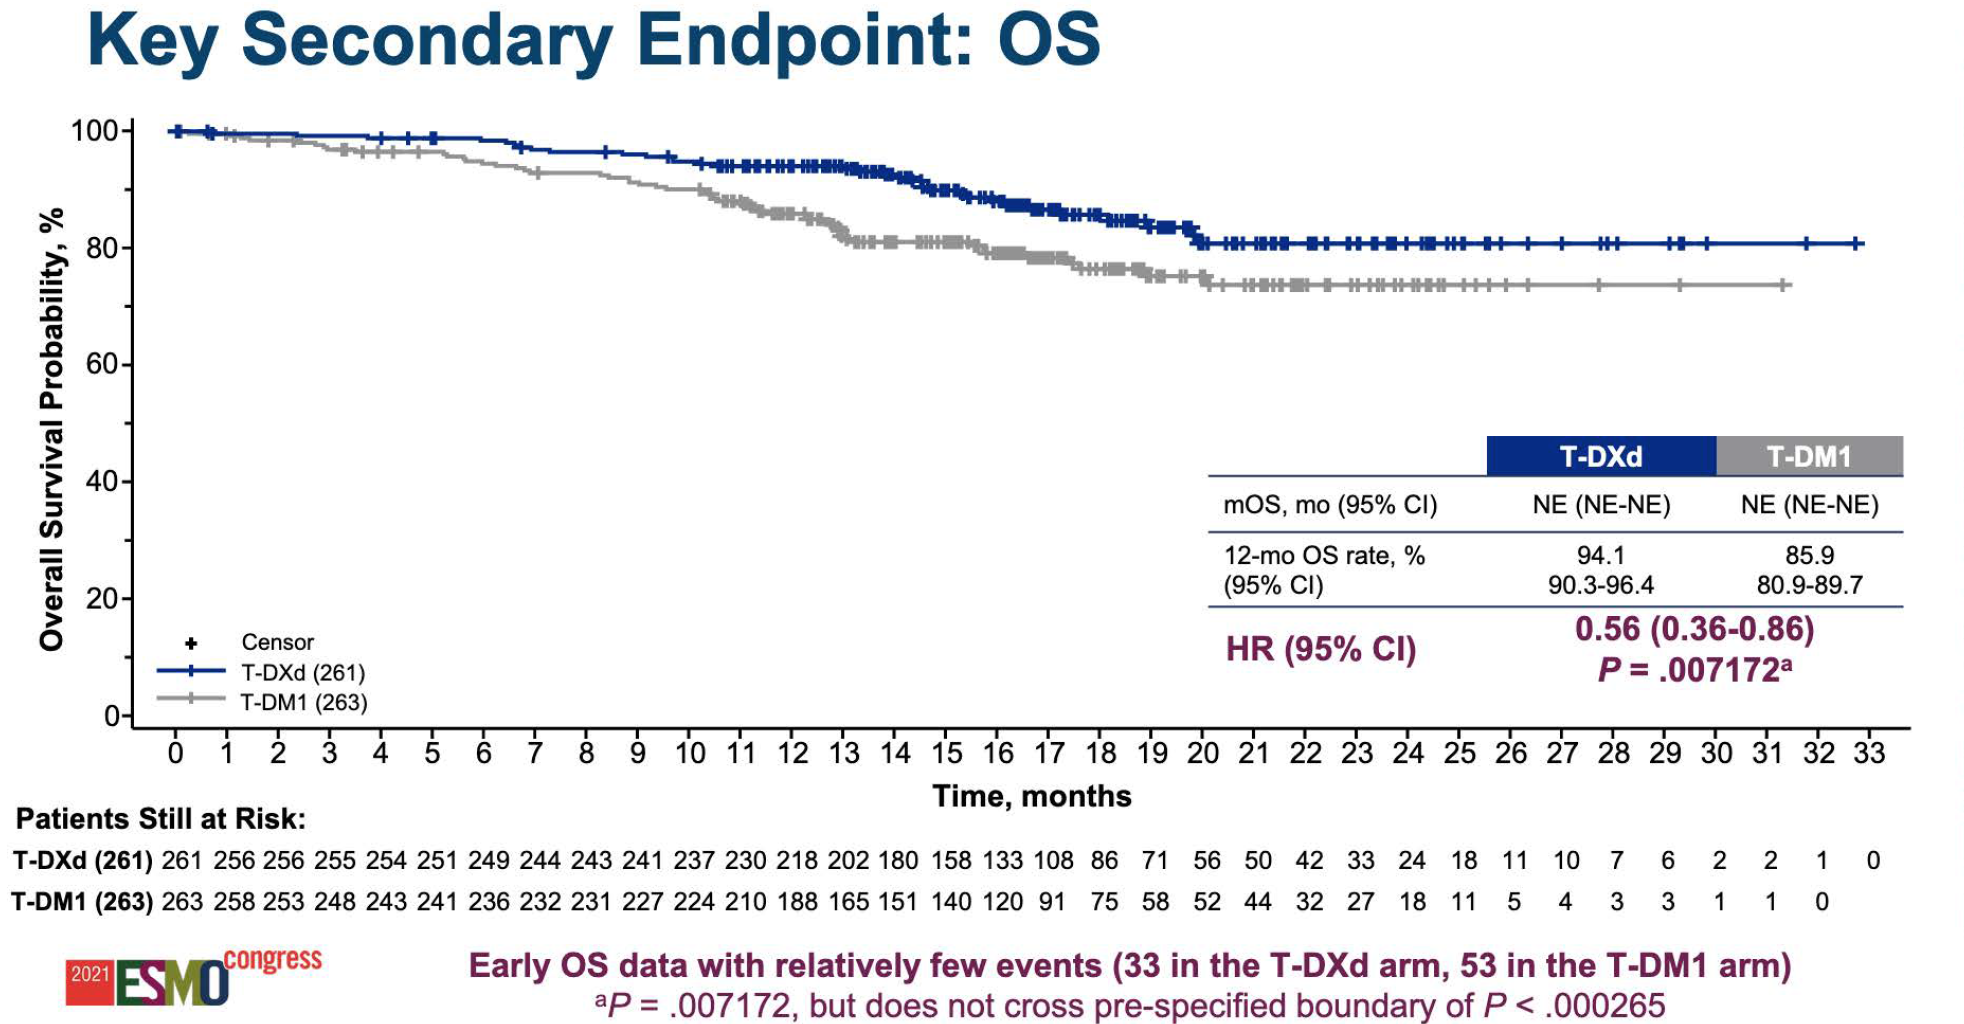 Key Secondary Endpoint: OS
Overall Survival Probability, %
100
80
60
40
20
0
Censor
T-DXd (261)
T-DM1 (263)
T-DXd T-DM1
mOS, mo (95% CI) NE (NE-NE) NE (NE-NE)
12-mo OS rate, % 94.1 85.9
(95% CI) 90.3-96.4 80.9-89.7
HR (95% CI) 0.56 (0.36-0.86)
P = .007172ᵃ
0 1 2 3 4 5 6 7 8 9 10 11 12 13 14 15 16 17 18 19 20 21 22 23 24 25 26 27 28 29 30 31 32 33
Time, months
Patients Still at Risk:
T-DXd (261) 261 256 256 255 254 251 249 244 243 241 237 230 218 202 180 158 133 108 86 71 56 50 42 33 24 18 11 10 7 6 2 2 1 0
T-DM1 (263) 263 258 253 248 243 241 236 232 231 227 224 210 188 165 151 140 120 91 75 58 52 44 32 27 18 11 5 4 3 3 1 1 0
2021 ESMO congress
Early OS data with relatively few events (33 in the T-DXd arm, 53 in the T-DM1 arm)
ᵃP = .007172, but does not cross pre-specified boundary of P < .000265